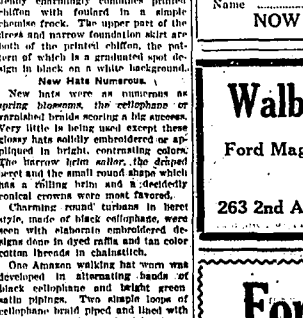 chiffon with foulard in a simple
chemise frock. The upper part of the
dress and narrow foundation skirt are
both of the printed chiffon, the pat-
tern of which is a graduated spot de-
sign in black on a white background.
New Hats Numerous.
New hats were as numerous as
spring blossoms, the cellophane or
varnished braids scoring a big success.
Very little is being used except these
glossy hats solidly embroidered or ap-
pliqued in bright, contrasting colors.
The narrow brim sailor, the draped
beret and the small round shape which
has a rolling brim and a decidedly
conical crowns were most favored.
Charming round turbans in beret
style, made of black cellophane, were
seen with elaborate embroidered de-
signs done in dyed raffia and tan color
cotton threads in chainstitch.
One Amazon walking hat worn was
developed in alternating bands of
black cellophane and bright green
satin pipings. Two simple loops of
cellophane braid piped and lined with
Name
NOW
Walb
Ford Mag
263 2nd A
For